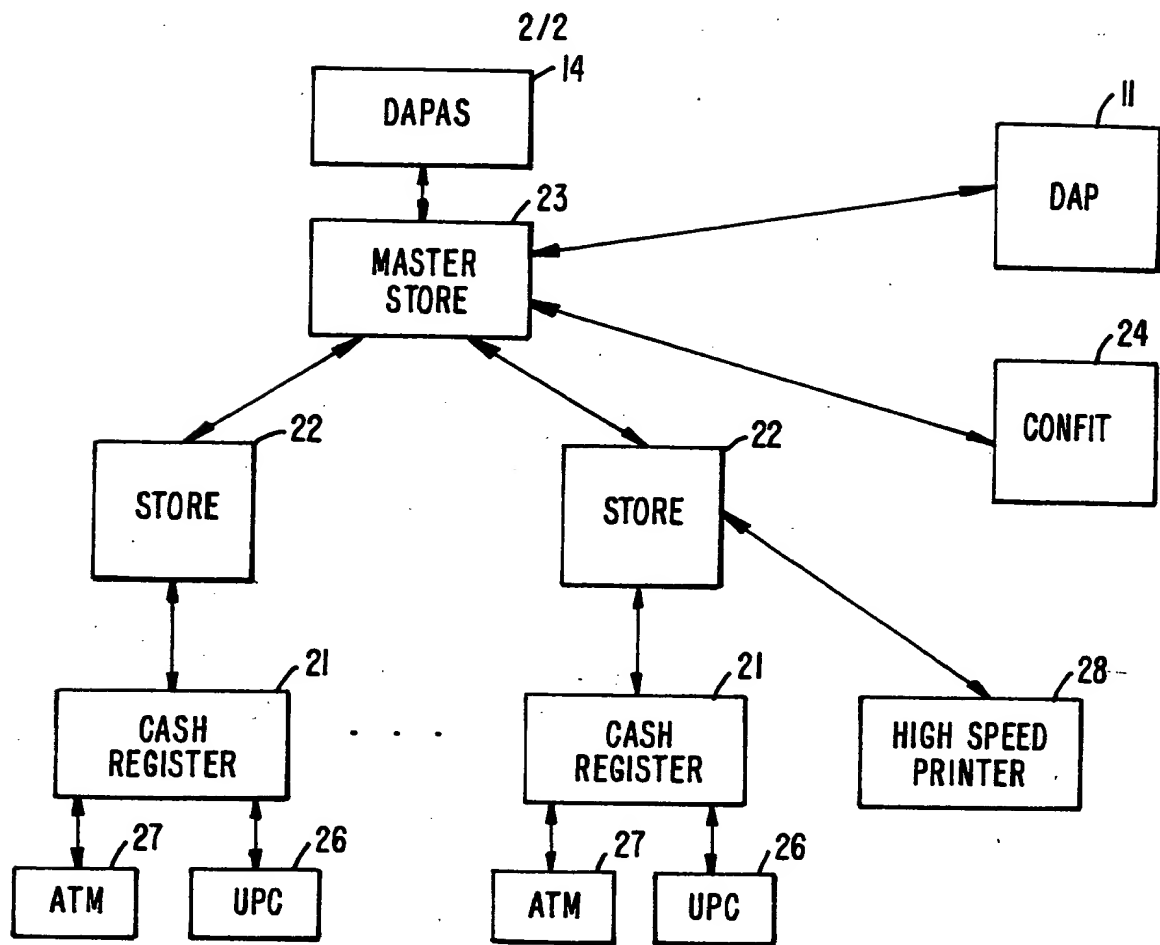 2/2
14
DAPAS
11
DAP
23
MASTER
STORE
24
CONFIT
22
STORE
22
STORE
21
CASH
REGISTER
. . .
21
CASH
REGISTER
28
HIGH SPEED
PRINTER
27
ATM
26
UPC
27
ATM
26
UPC